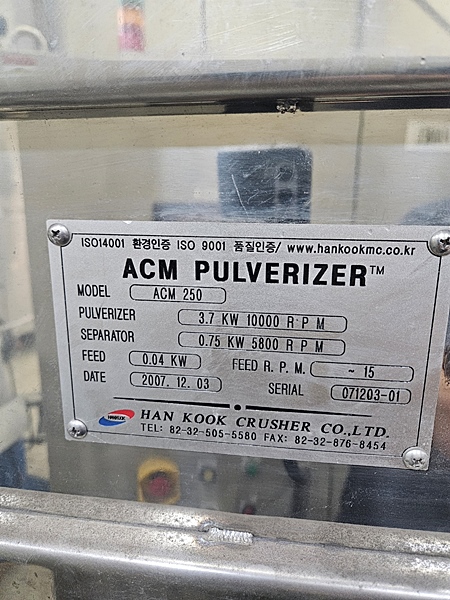 ISO14001 환경인증 ISO 9001 품질인증/ www.hankookmc.co.kr
ACM PULVERIZER™
MODEL ACM 250
PULVERIZER 3.7 KW 10000 R P M
SEPARATOR 0.75 KW 5800 R P M
FEED 0.04 KW FEED R. P. M. ~ 15
DATE 2007. 12. 03 SERIAL 071203-01
HAN KOOK CRUSHER CO.,LTD.
TEL: 82-32-505-5580 FAX: 82-32-876-8454